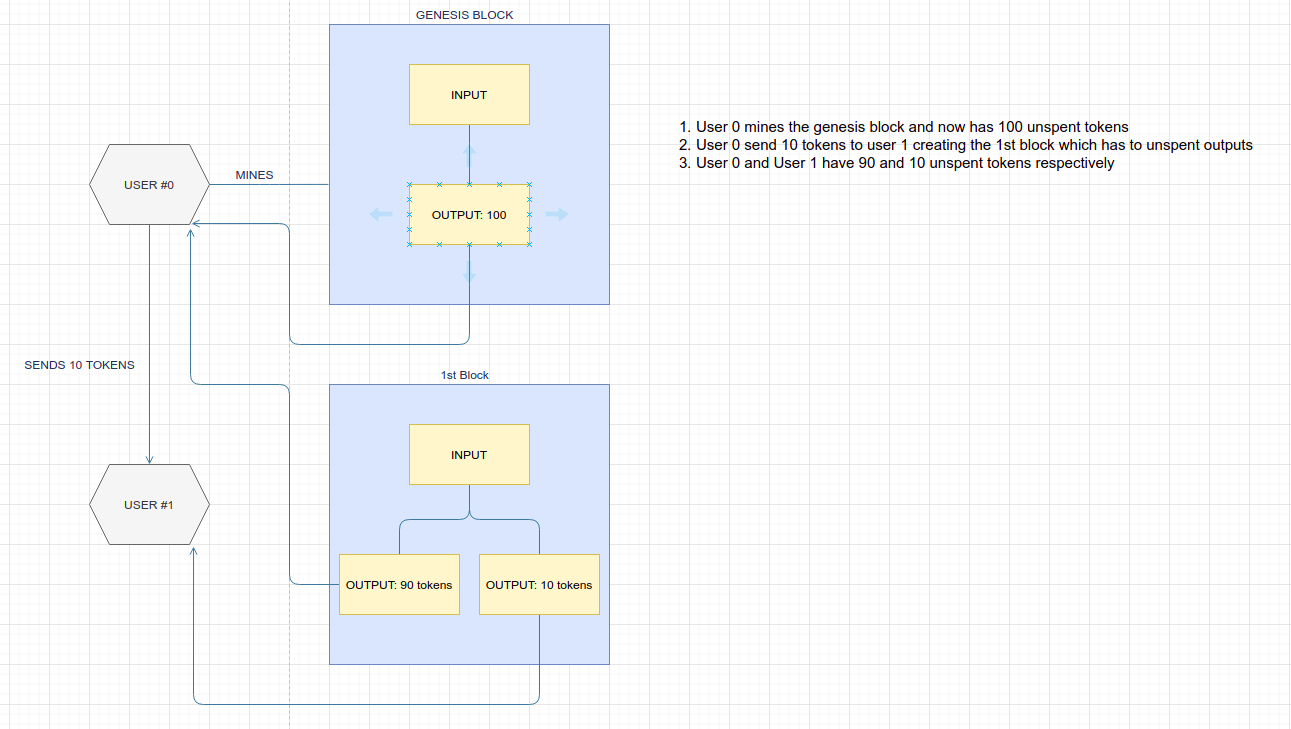 GENESIS BLOCK
INPUT
1. User 0 mines the genesis block and now has 100 unspent tokens
2. User 0 send 10 tokens to user 1 creating the 1st block which has to unspent outputs
3. User 0 and User 1 have 90 and 10 unspent tokens respectively
USER #0
MINES
OUTPUT: 100
SENDS 10 TOKENS
1st Block
INPUT
USER #1
OUTPUT: 90 tokens
OUTPUT: 10 tokens